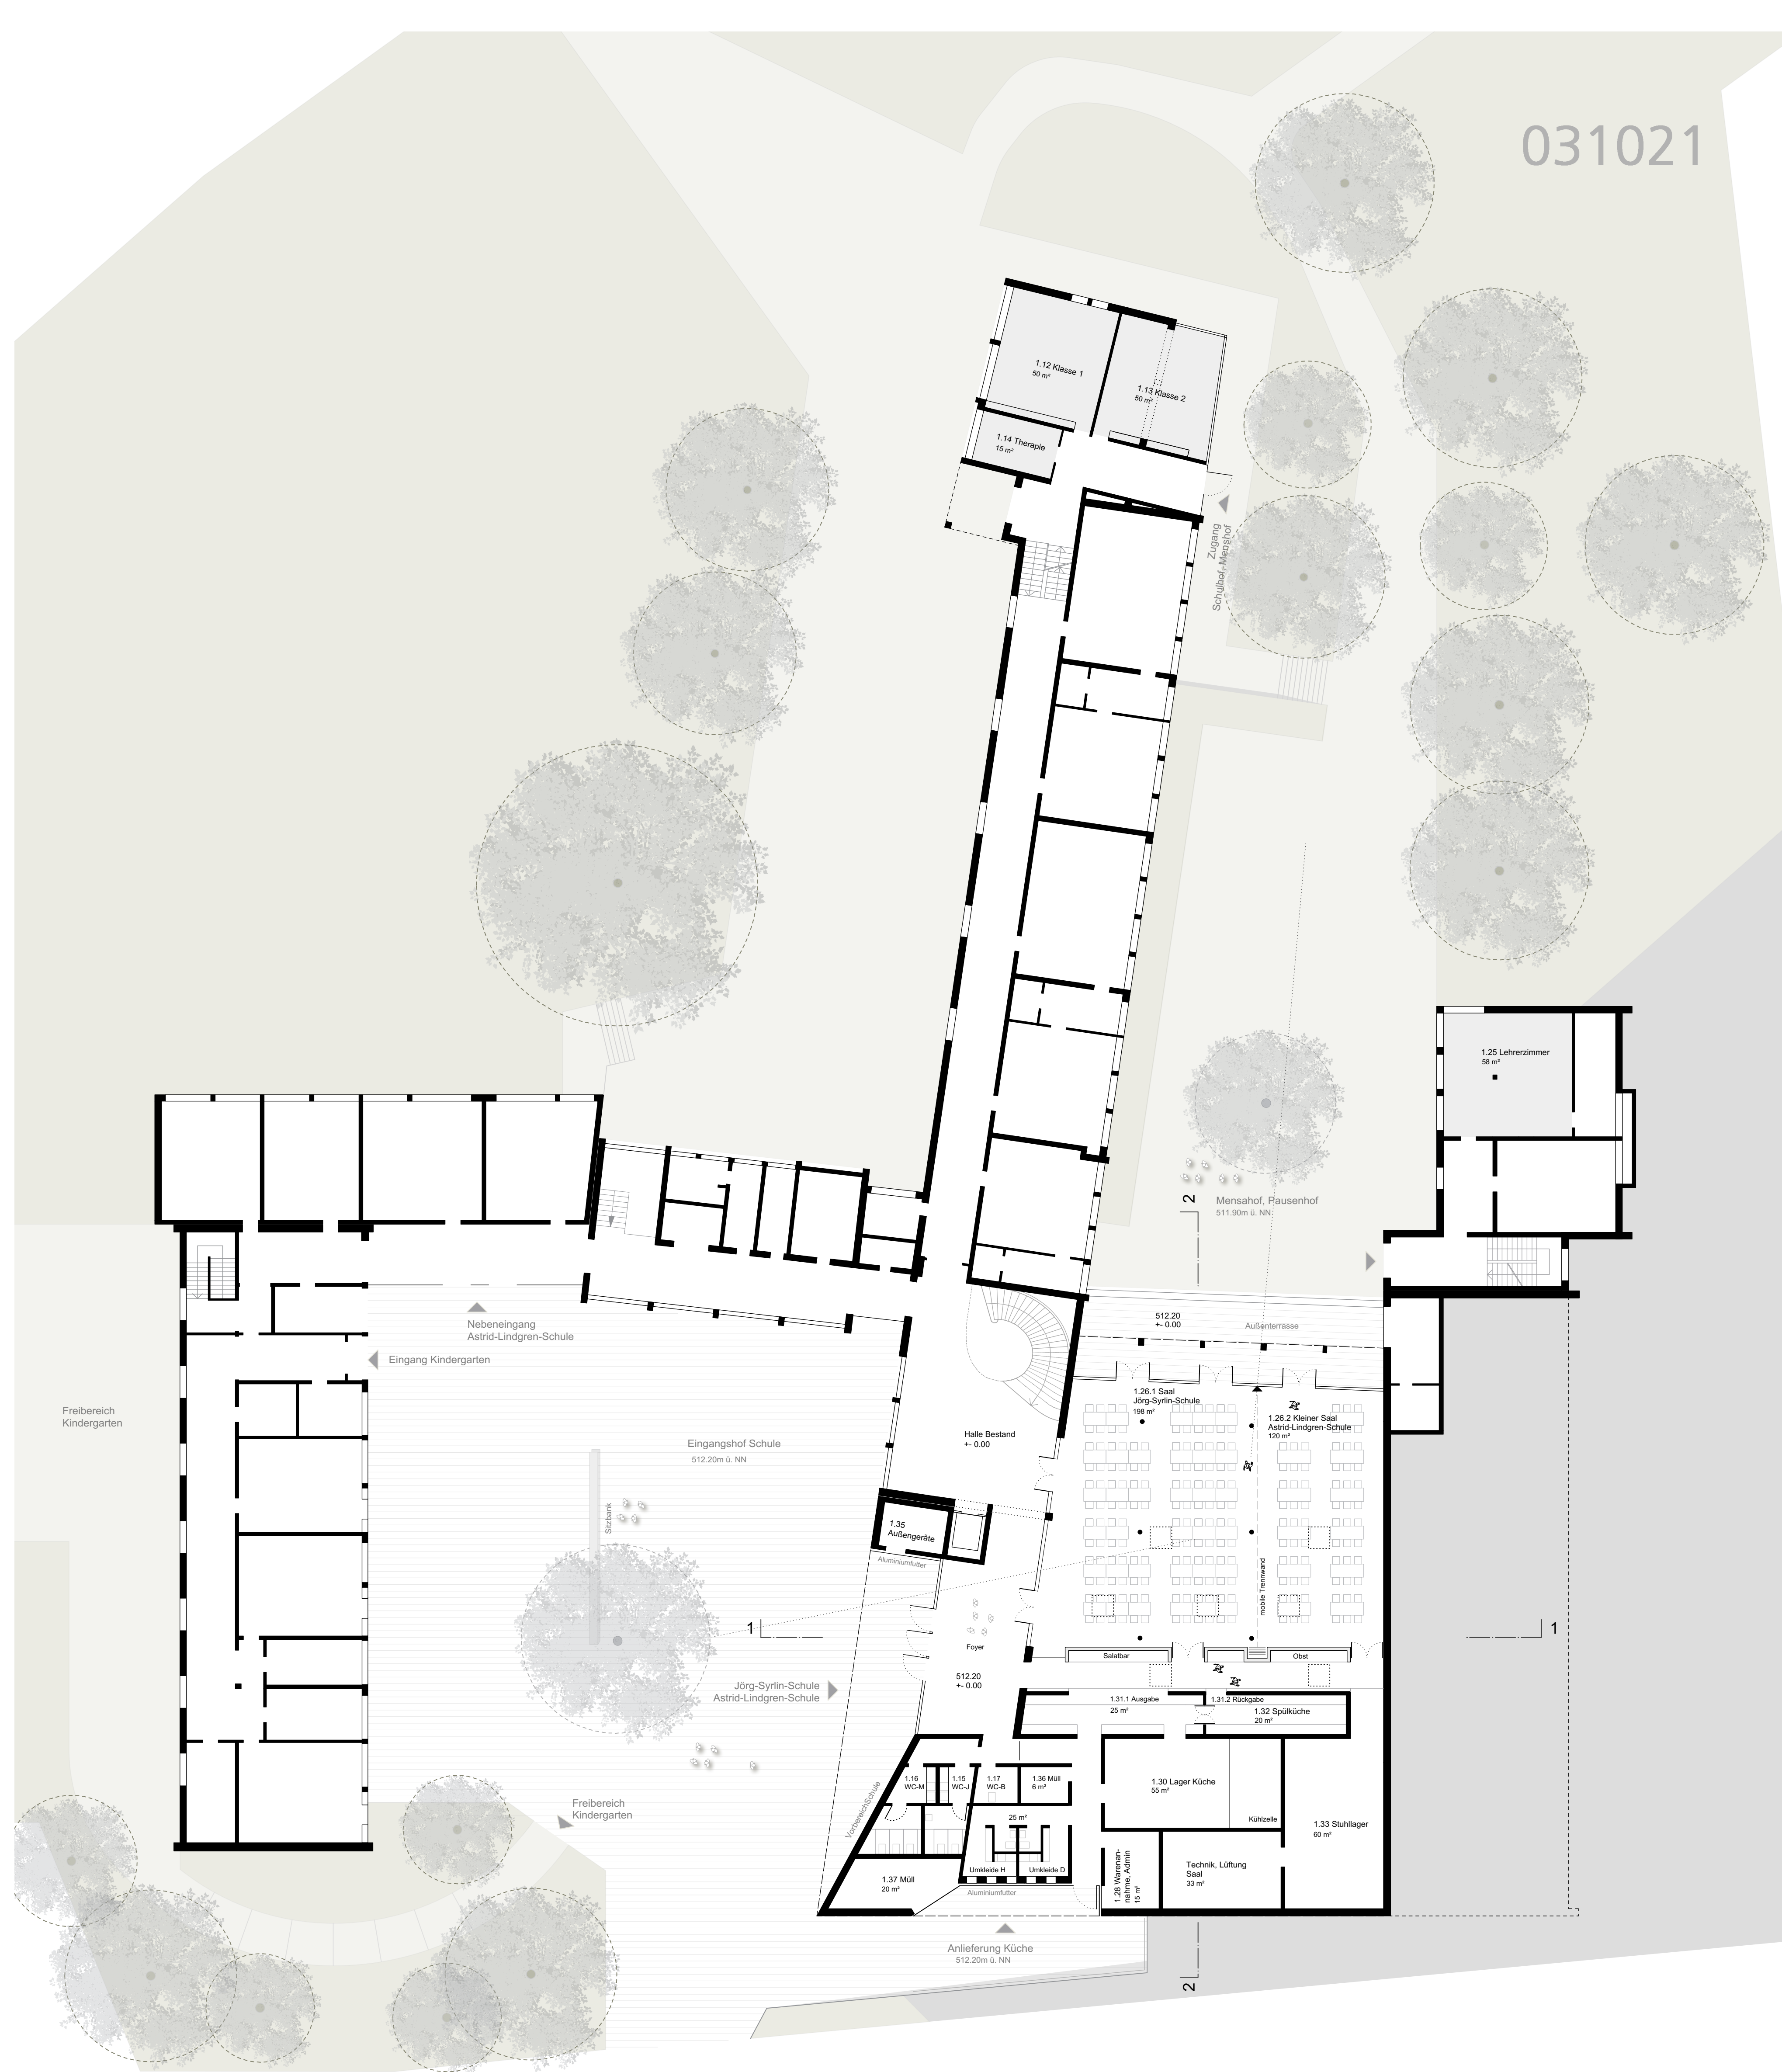 031021
1.12 Klasse 1
50 m²
1.13 Klasse 2
50 m²
1.14 Therapie
15 m²
Zugang
Schulhof, Menshof
1.25 Lehrerzimmer
58 m²
2
Mensahof, Pausenhof
511.90m ü. NN
Nebeneingang
Astrid-Lindgren-Schule
Eingang Kindergarten
Freibereich
Kindergarten
512.20
+- 0.00
Außenterrasse
1.26.1 Saal
Jörg-Syrlin-Schule
198 m²
1.26.2 Kleiner Saal
Astrid-Lindgren-Schule
120 m²
Halle Bestand
+- 0.00
Eingangshof Schule
512.20m ü. NN
Sitzbank
1.35
Außengeräte
Aluminiumfutter
mobile Trennwand
1
1
Foyer
512.20
+- 0.00
Salatbar
Obst
Jörg-Syrlin-Schule
Astrid-Lindgren-Schule
1.31.1 Ausgabe
25 m²
1.31.2 Rückgabe
1.32 Spülküche
20 m²
1.16
WC-M
1.15
WC-J
1.17
WC-B
1.36 Müll
6 m²
1.30 Lager Küche
55 m²
Kühlzelle
1.33 Stuhllager
60 m²
VorbereichSchule
Freibereich
Kindergarten
25 m²
Umkleide H
Umkleide D
1.37 Müll
20 m²
Aluminiumfutter
1.28 Warenan-
nahme, Admin
15 m²
Technik, Lüftung
Saal
33 m²
Anlieferung Küche
512.20m ü. NN
2